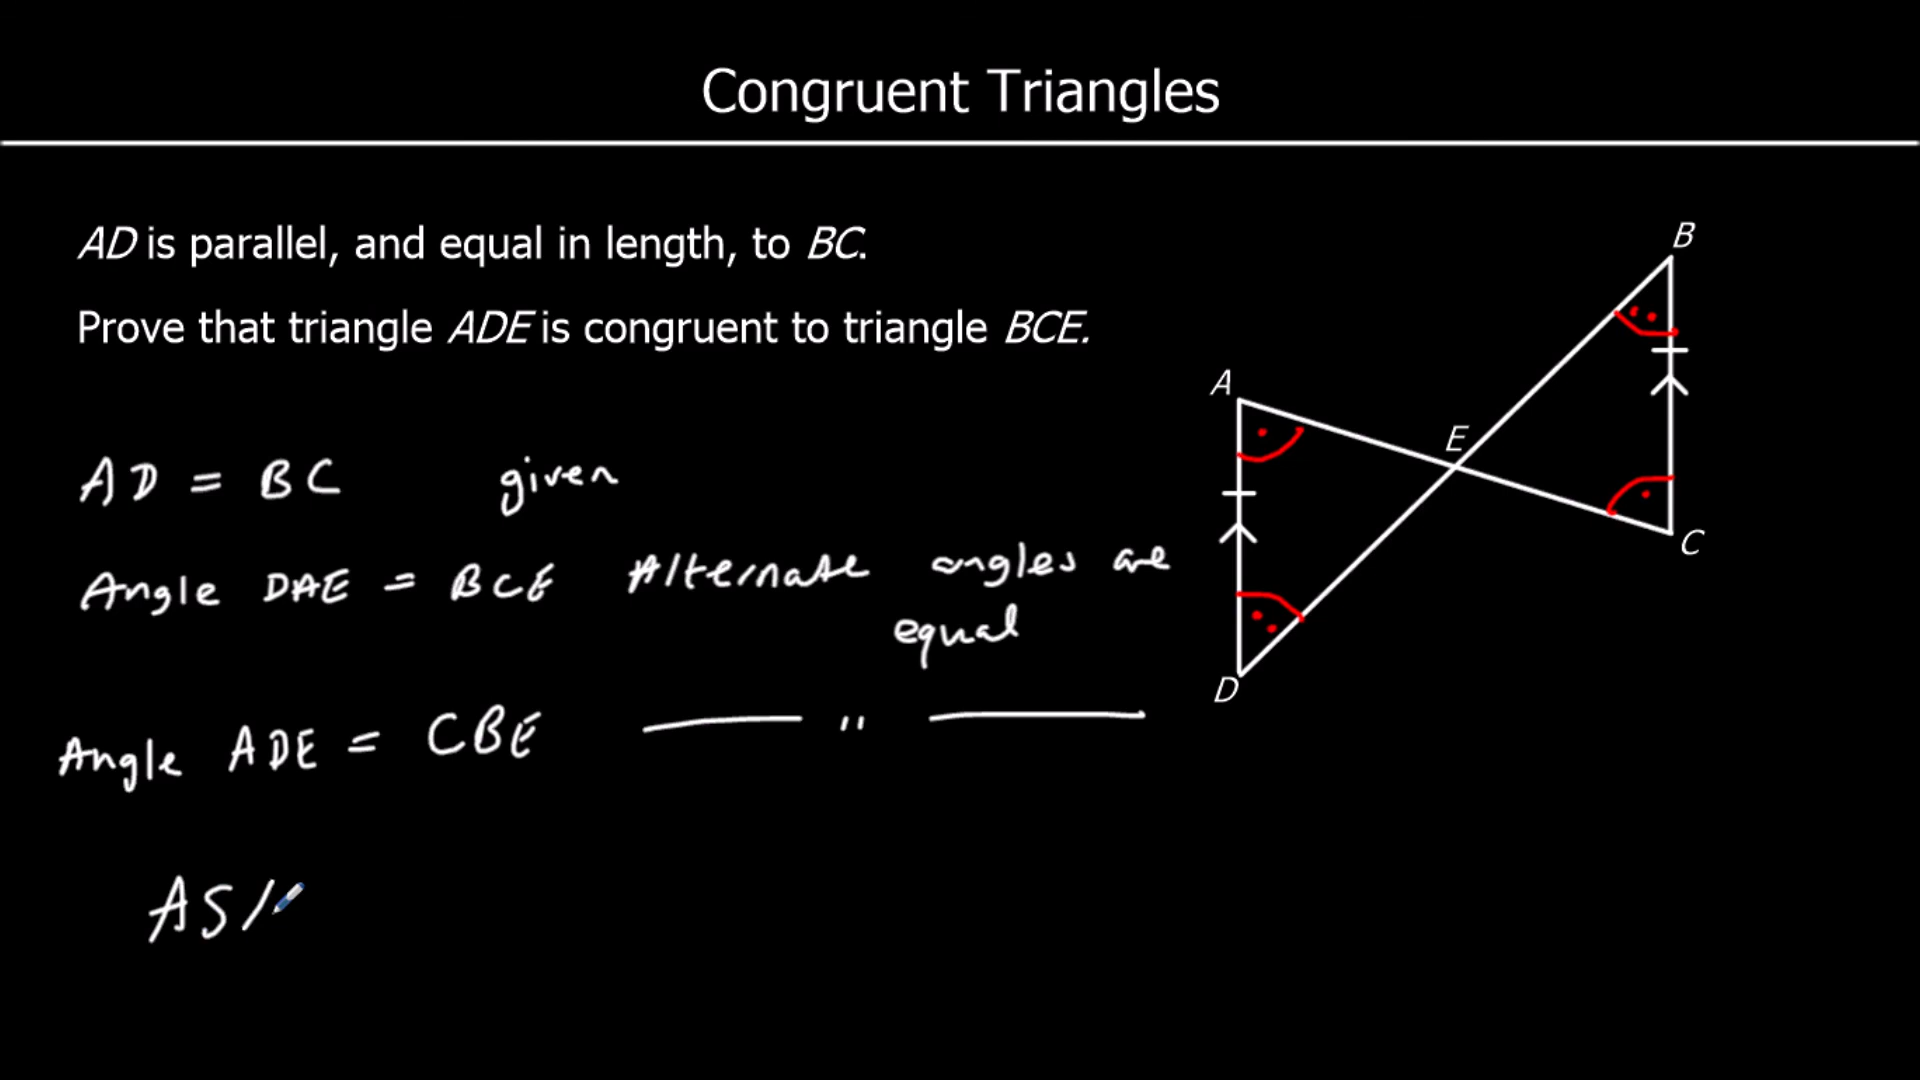 Congruent Triangles
AD is parallel, and equal in length, to BC.
Prove that triangle ADE is congruent to triangle BCE.
AD = BC given
Angle DAE = BCE Alternate angles are
equal
Angle ADE = CBE — " —
AS
B
A
E
C
D